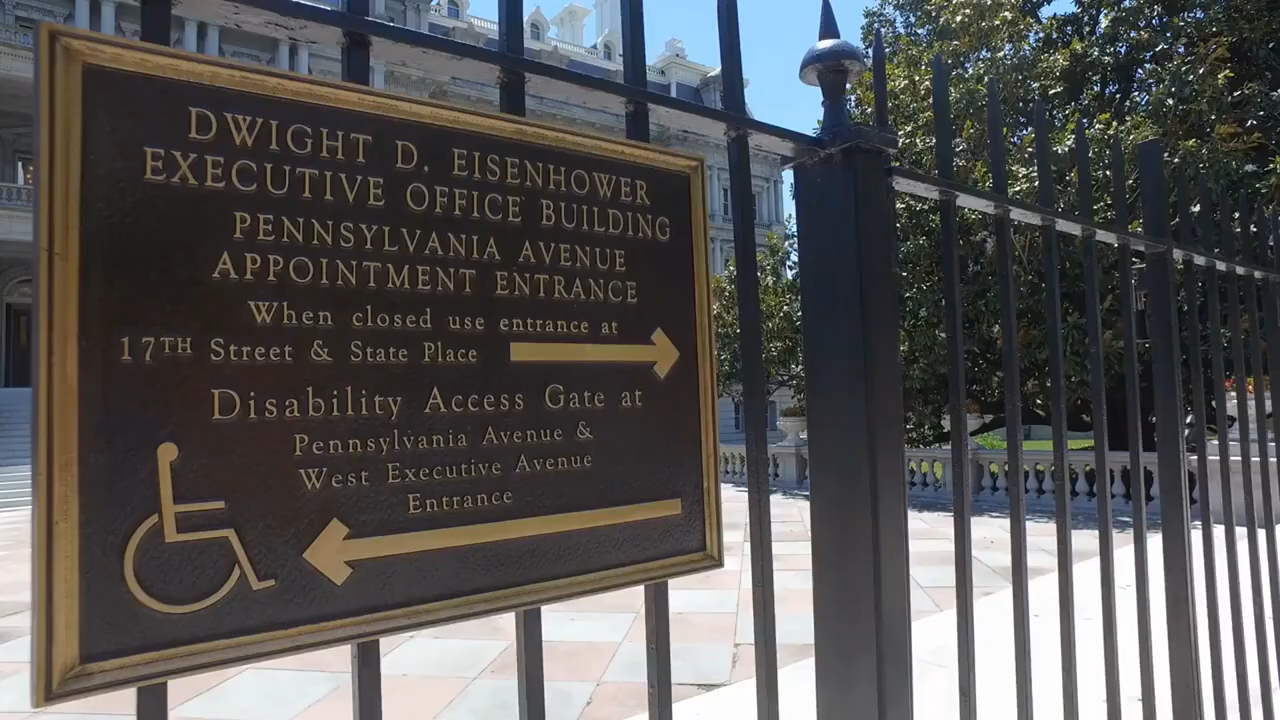 DWIGHT D. EISENHOWER
EXECUTIVE OFFICE BUILDING
PENNSYLVANIA AVENUE
APPOINTMENT ENTRANCE
When closed use entrance at
17TH Street & State Place
Disability Access Gate at
Pennsylvania Avenue &
West Executive Avenue
Entrance